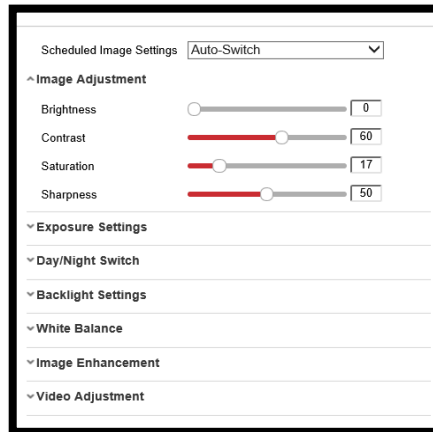 Scheduled Image Settings Auto-Switch
Image Adjustment
Brightness 0
Contrast 60
Saturation 17
Sharpness 50
Exposure Settings
Day/Night Switch
Backlight Settings
White Balance
Image Enhancement
Video Adjustment